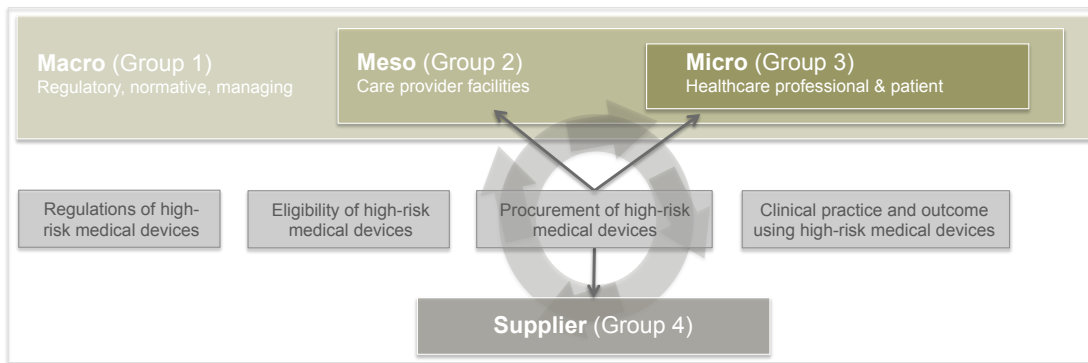 Macro (Group 1)
Regulatory, normative, managing
Meso (Group 2)
Care provider facilities
Micro (Group 3)
Healthcare professional & patient
Regulations of high-
risk medical devices
Eligibility of high-risk
medical devices
Procurement of high-risk
medical devices
Clinical practice and outcome
using high-risk medical devices
Supplier (Group 4)